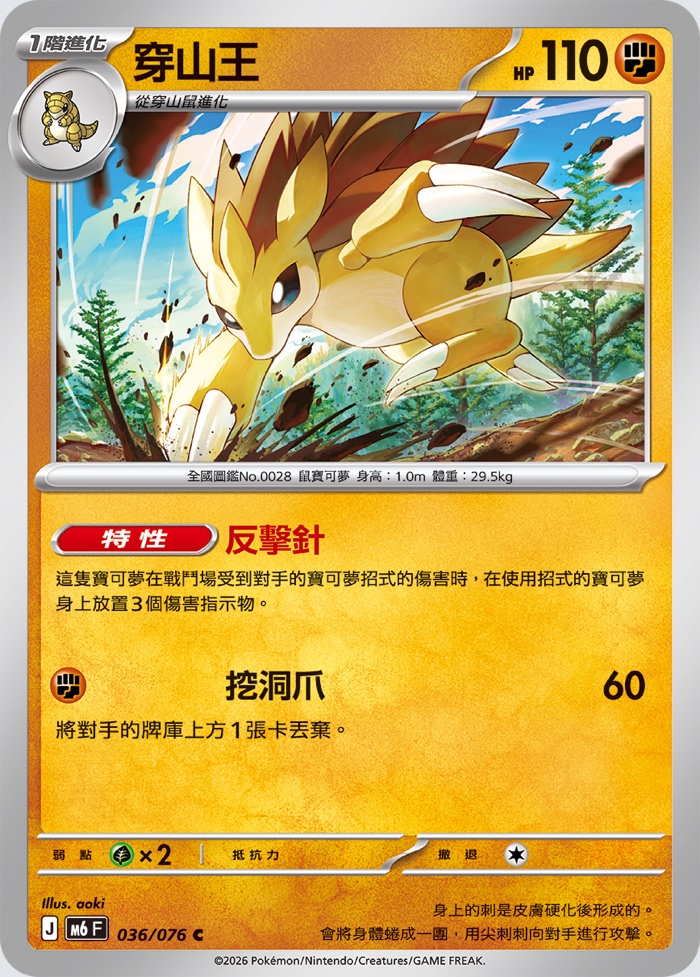 1階進化
穿山王
HP 110
從穿山鼠進化
全國圖鑑No.0028 鼠寶可夢 身高：1.0m 體重：29.5kg
特性 反擊針
這隻寶可夢在戰鬥場受到對手的寶可夢招式的傷害時，在使用招式的寶可夢
身上放置3個傷害指示物。
挖洞爪 60
將對手的牌庫上方1張卡丟棄。
弱點 ×2 抵抗力 撤退
Illus. aoki
J M6 F 036/076 C
身上的刺是皮膚硬化後形成的。
會將身體蜷成一團，用尖刺刺向對手進行攻擊。
©2026 Pokémon/Nintendo/Creatures/GAME FREAK.